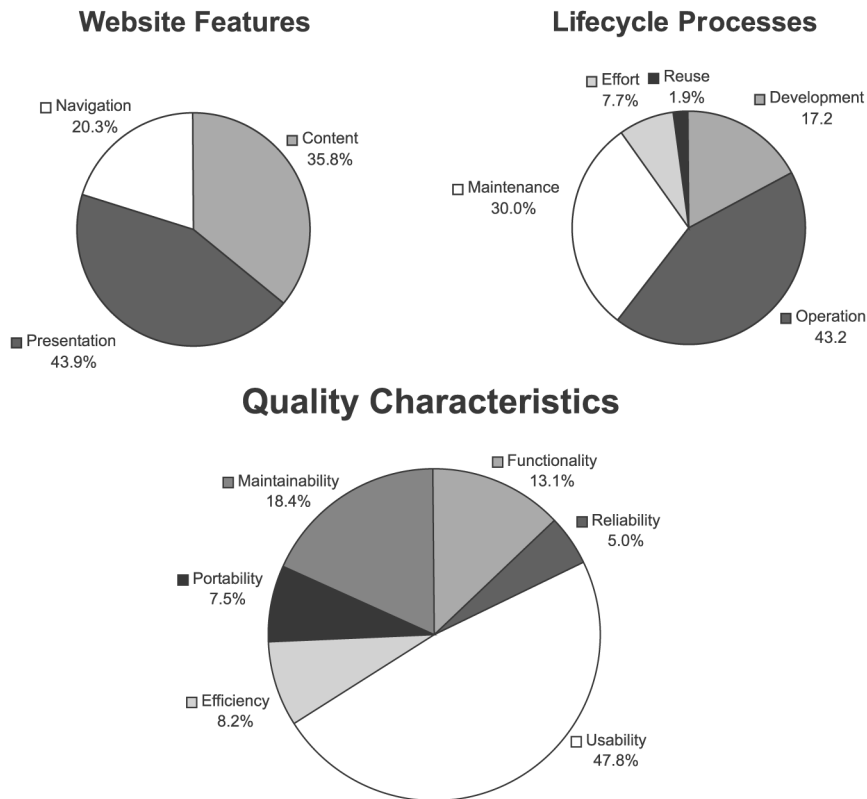 Website Features
Navigation
20.3%
Content
35.8%
Presentation
43.9%
Lifecycle Processes
Effort
7.7%
Reuse
1.9%
Development
17.2
Maintenance
30.0%
Operation
43.2
Quality Characteristics
Functionality
13.1%
Maintainability
18.4%
Reliability
5.0%
Portability
7.5%
Efficiency
8.2%
Usability
47.8%